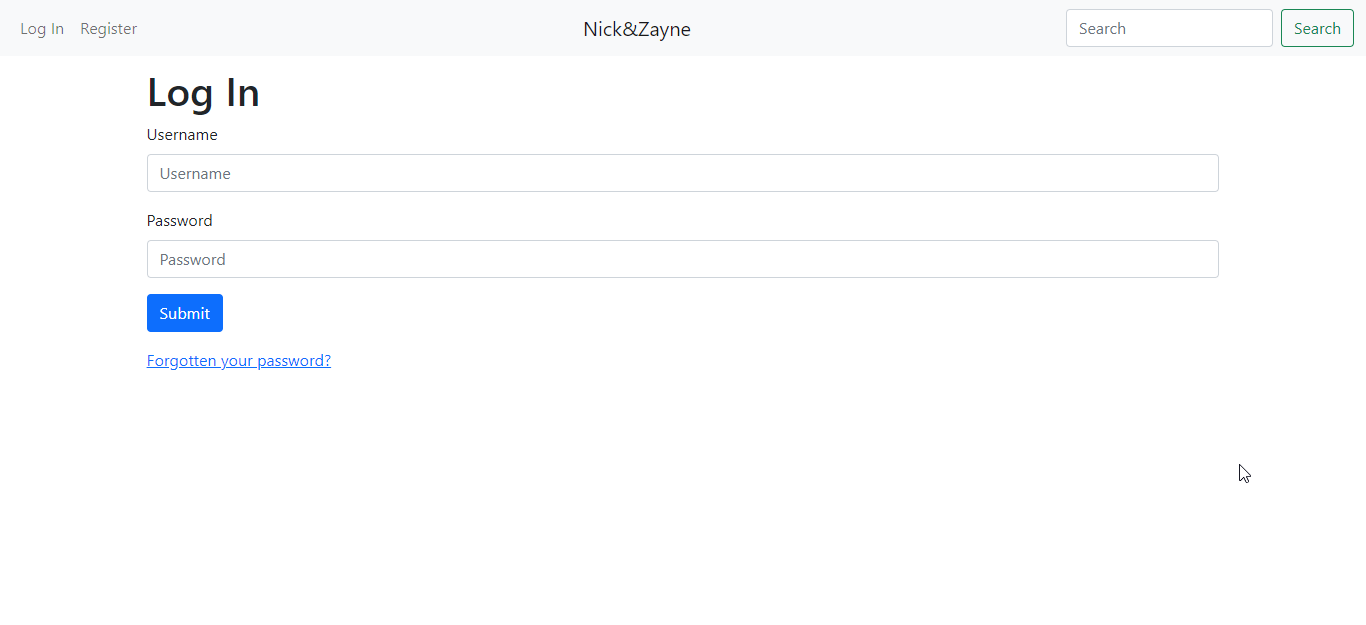 Log In Register Nick&Zayne Search Search
Log In
Username
Username
Password
Password
Submit
Forgotten your password?